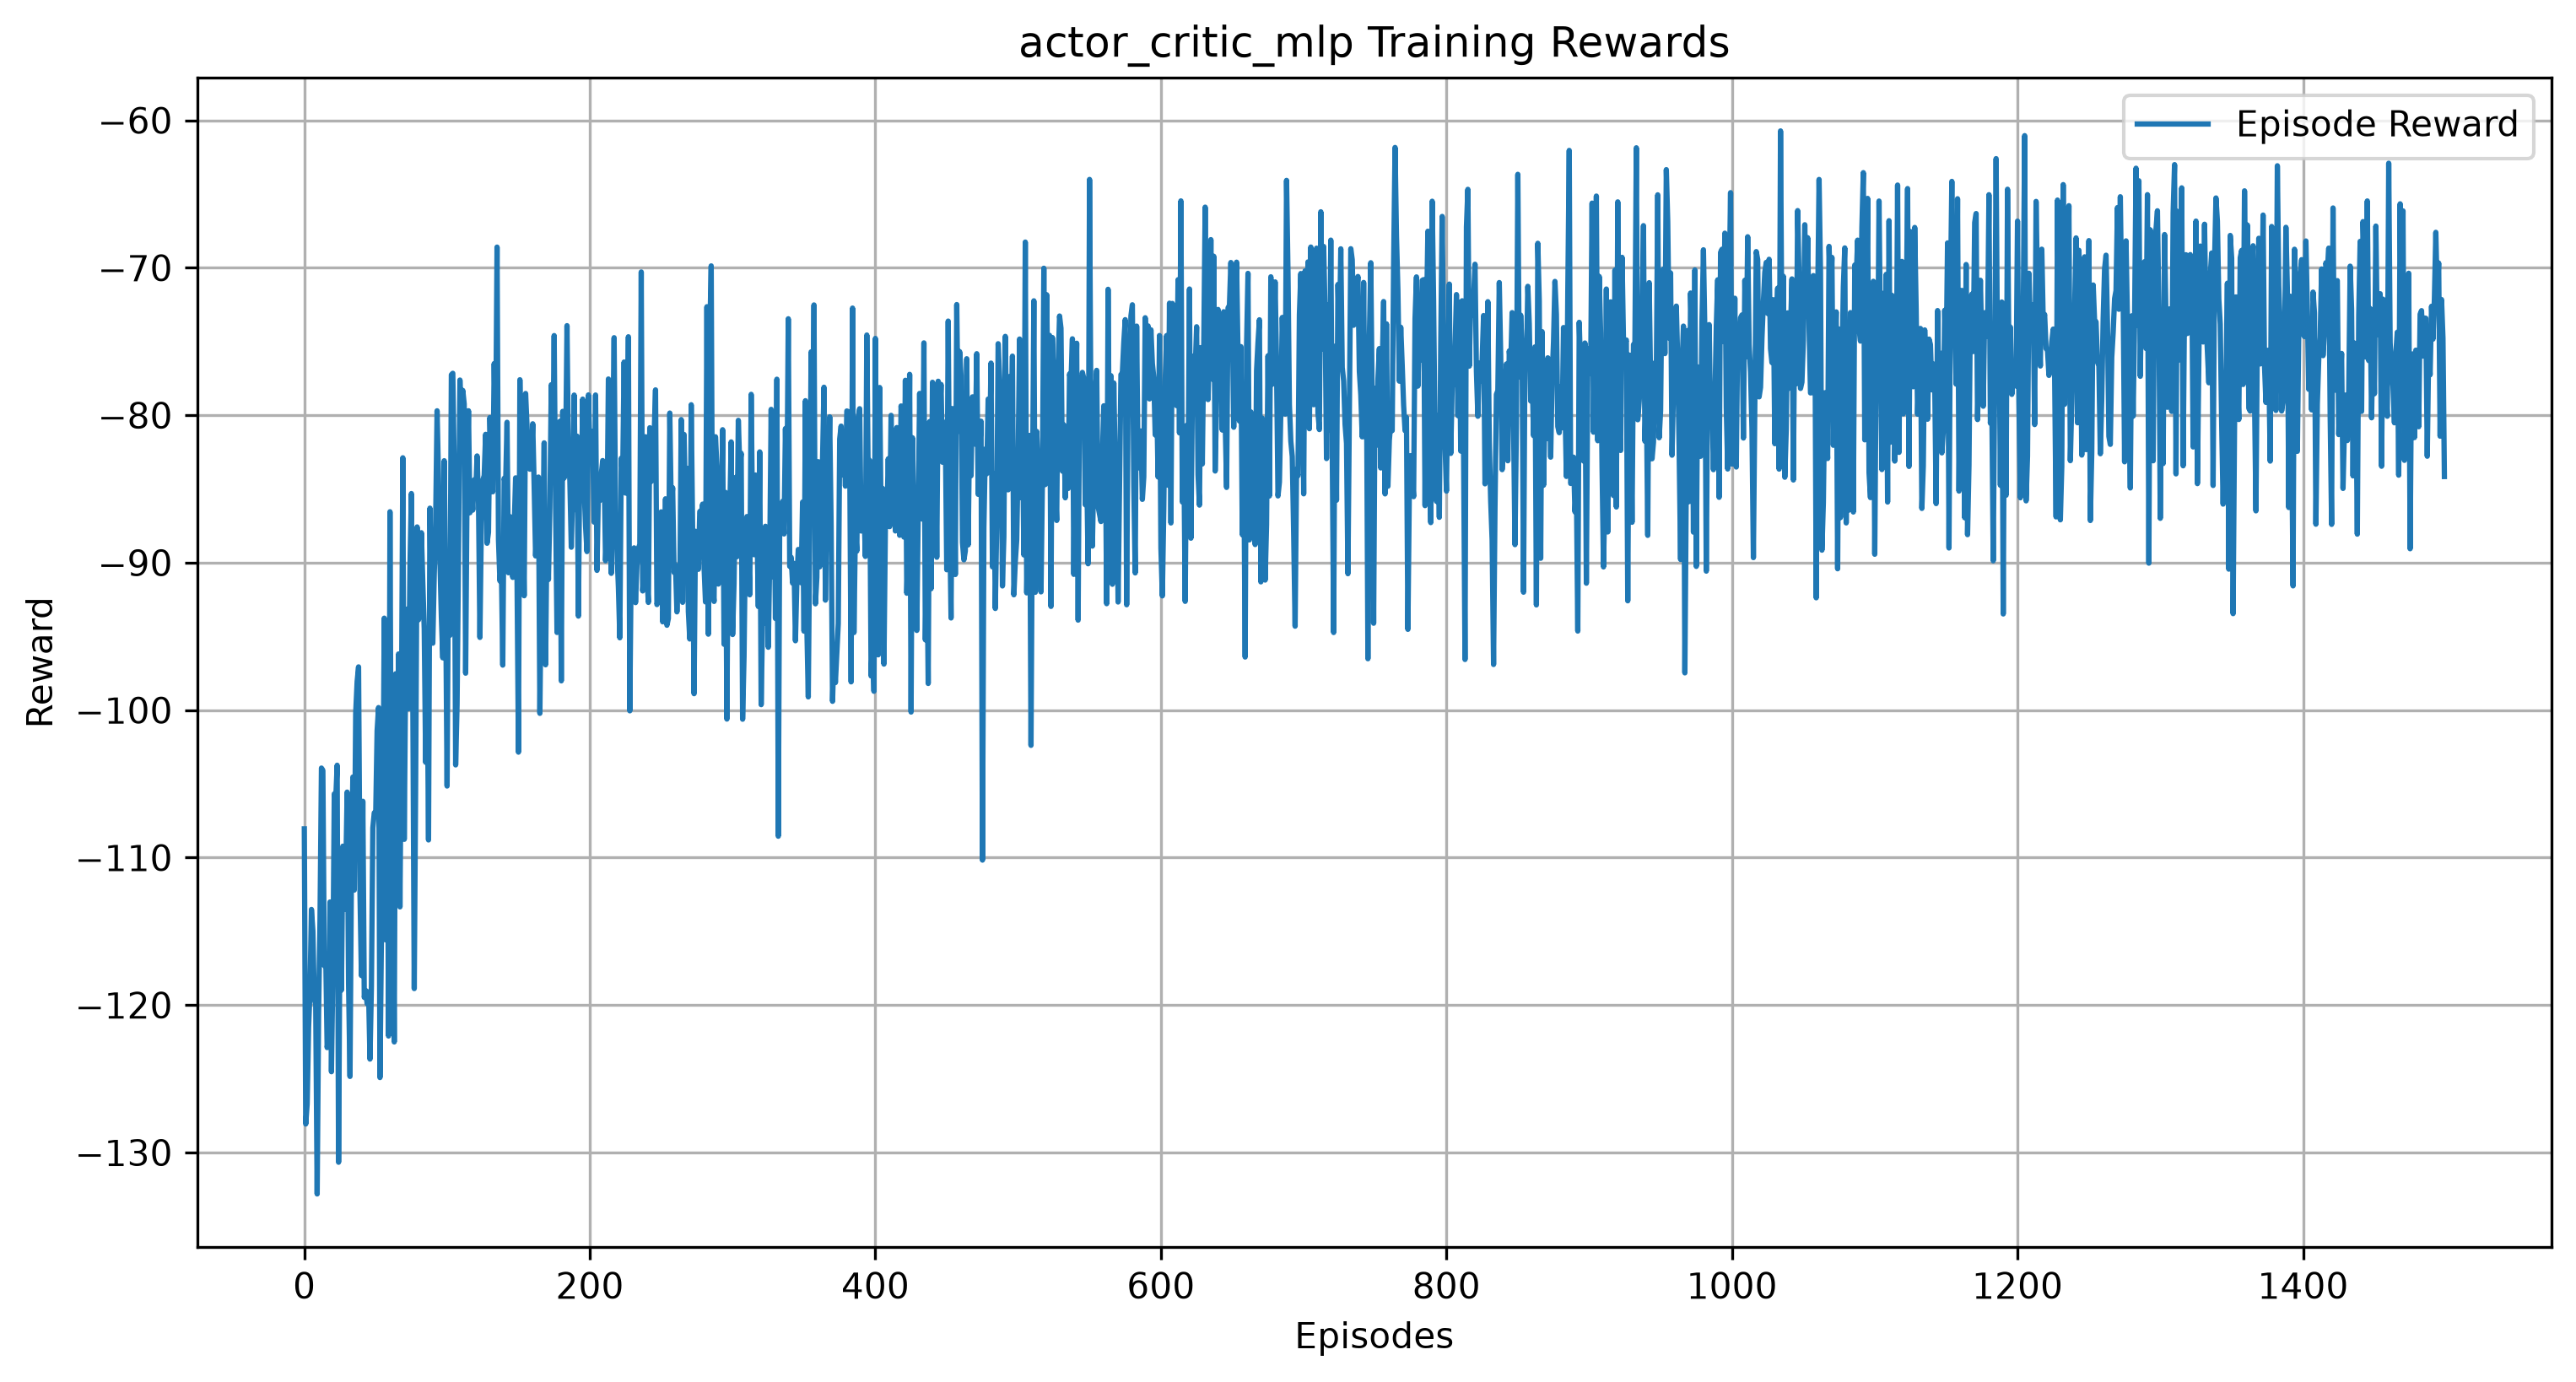 actor_critic_mlp Training Rewards
Episode Reward
−60
−70
−80
−90
−100
−110
−120
−130
Reward
0 200 400 600 800 1000 1200 1400
Episodes